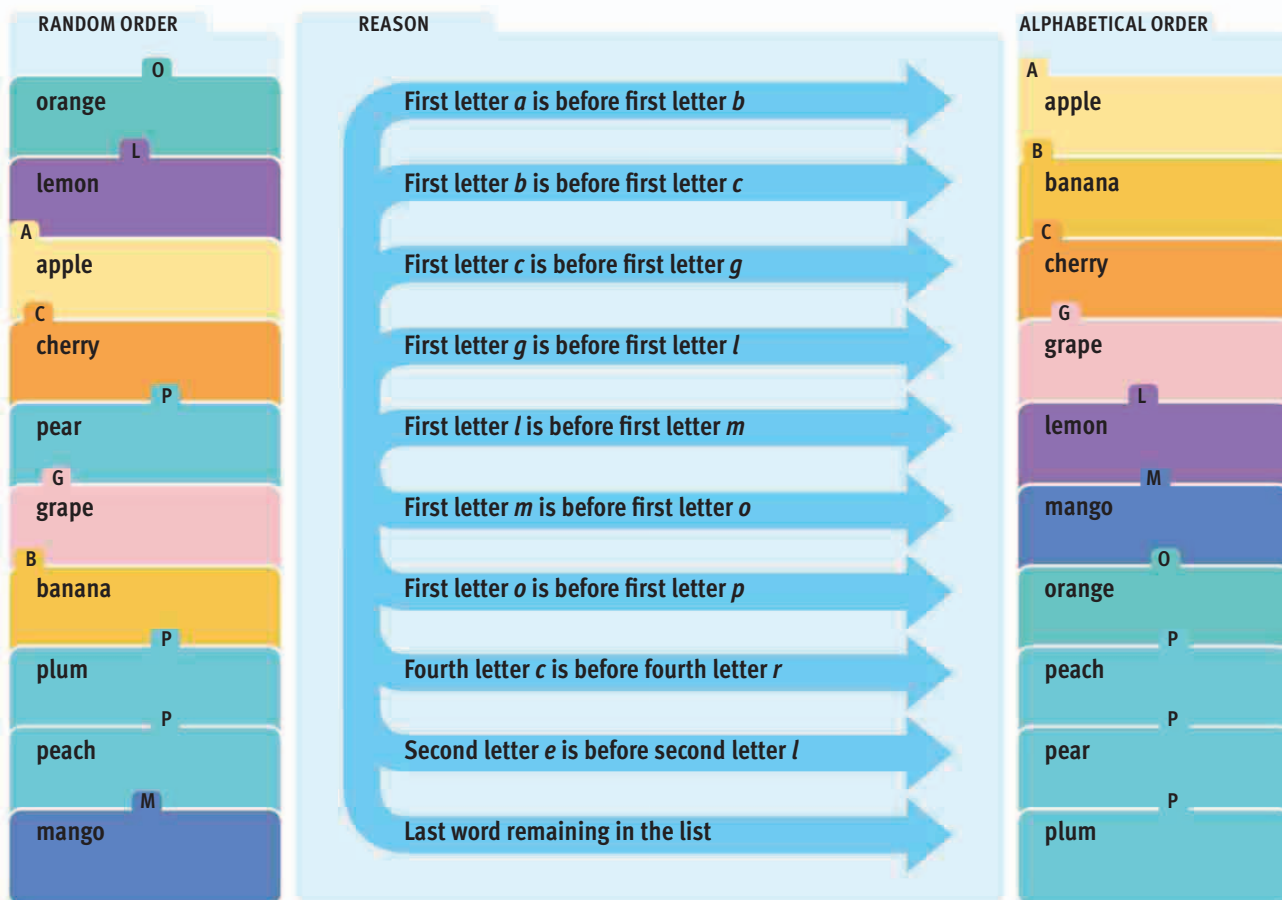 RANDOM ORDER
O
orange
L
lemon
A
apple
C
cherry
P
pear
G
grape
B
banana
P
plum
P
peach
M
mango
REASON
First letter a is before first letter b
First letter b is before first letter c
First letter c is before first letter g
First letter g is before first letter l
First letter l is before first letter m
First letter m is before first letter o
First letter o is before first letter p
Fourth letter c is before fourth letter r
Second letter e is before second letter l
Last word remaining in the list
ALPHABETICAL ORDER
A
apple
B
banana
C
cherry
G
grape
L
lemon
M
mango
O
orange
P
peach
P
pear
P
plum